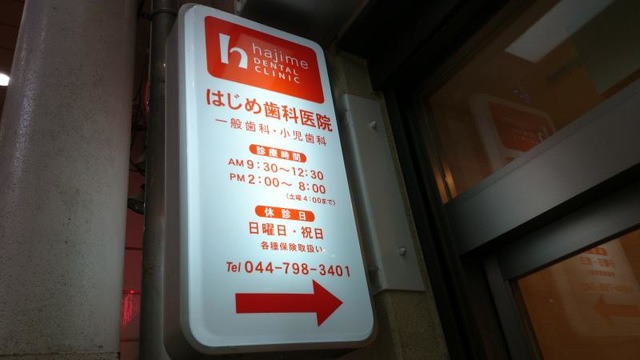 h hajime
DENTAL
CLINIC
はじめ歯科医院
一般歯科・小児歯科
診療時間
AM 9:30〜12:30
PM 2:00〜 8:00
(土曜4:00まで)
休診日
日曜日・祝日
各種保険取扱い
Tel 044-798-3401